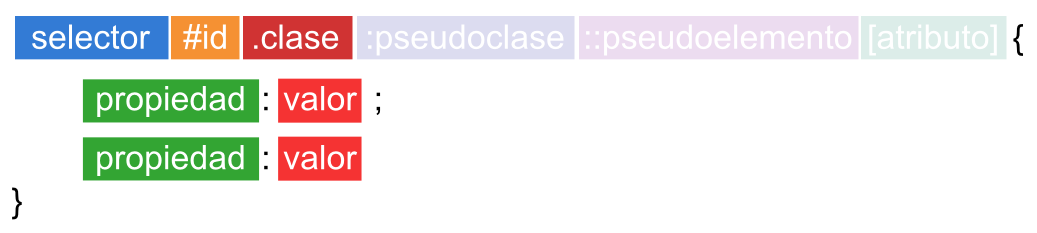 selector #id .clase :pseudoclase ::pseudoelemento [atributo] {
propiedad : valor ;
propiedad : valor
}